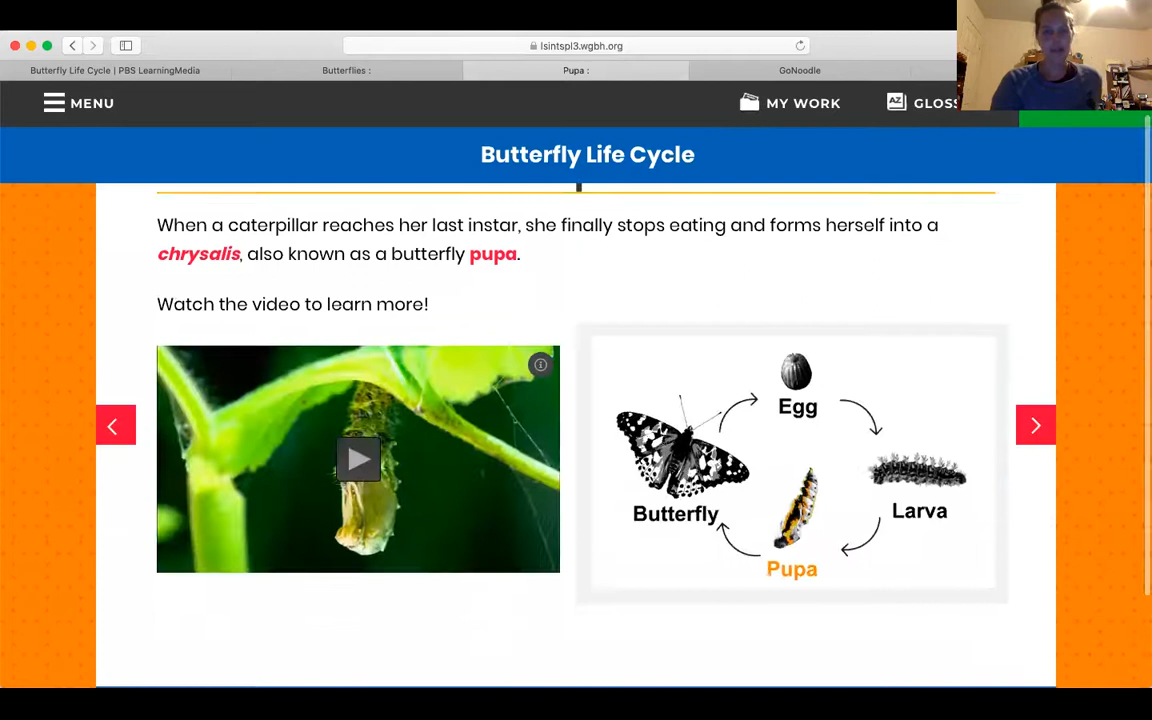 lsintspl3.wgbh.org
Butterfly Life Cycle | PBS LearningMedia
Butterflies :
Pupa :
GoNoodle
MENU
MY WORK
AZ
GLOSS
Butterfly Life Cycle
When a caterpillar reaches her last instar, she finally stops eating and forms herself into a
chrysalis, also known as a butterfly pupa.
Watch the video to learn more!
Egg
Butterfly
Larva
Pupa